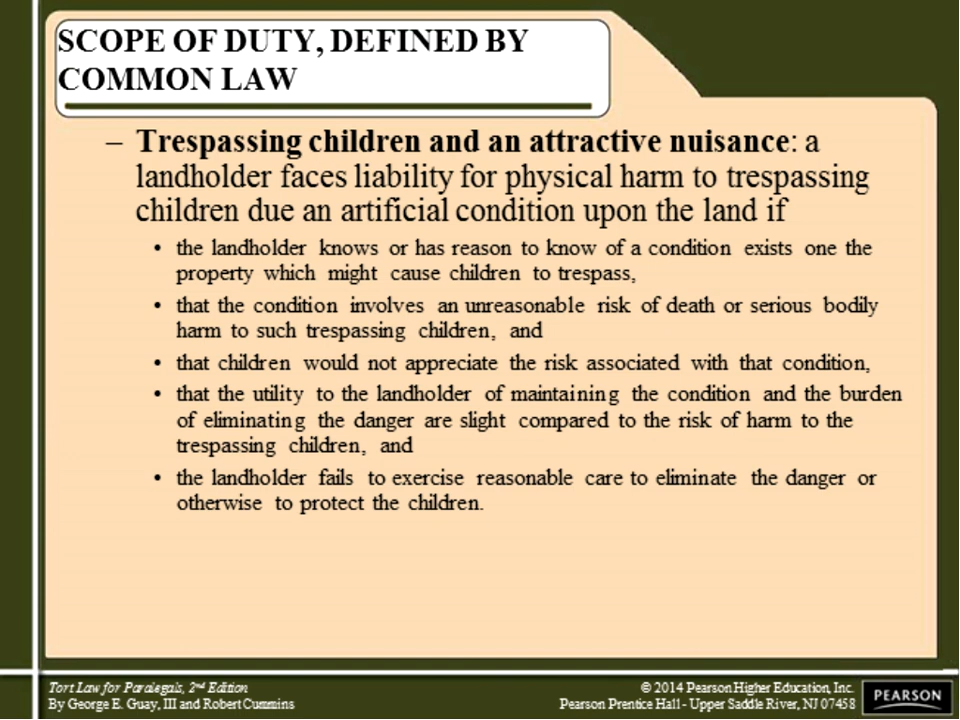 SCOPE OF DUTY, DEFINED BY
COMMON LAW
– Trespassing children and an attractive nuisance: a
landholder faces liability for physical harm to trespassing
children due an artificial condition upon the land if
• the landholder knows or has reason to know of a condition exists one the
property which might cause children to trespass,
• that the condition involves an unreasonable risk of death or serious bodily
harm to such trespassing children, and
• that children would not appreciate the risk associated with that condition,
• that the utility to the landholder of maintaining the condition and the burden
of eliminating the danger are slight compared to the risk of harm to the
trespassing children, and
• the landholder fails to exercise reasonable care to eliminate the danger or
otherwise to protect the children.
Tort Law for Paralegals, 2nd Edition
By George E. Guay, III and Robert Cummins
© 2014 Pearson Higher Education, Inc.
Pearson Prentice Hall - Upper Saddle River, NJ 07458
PEARSON